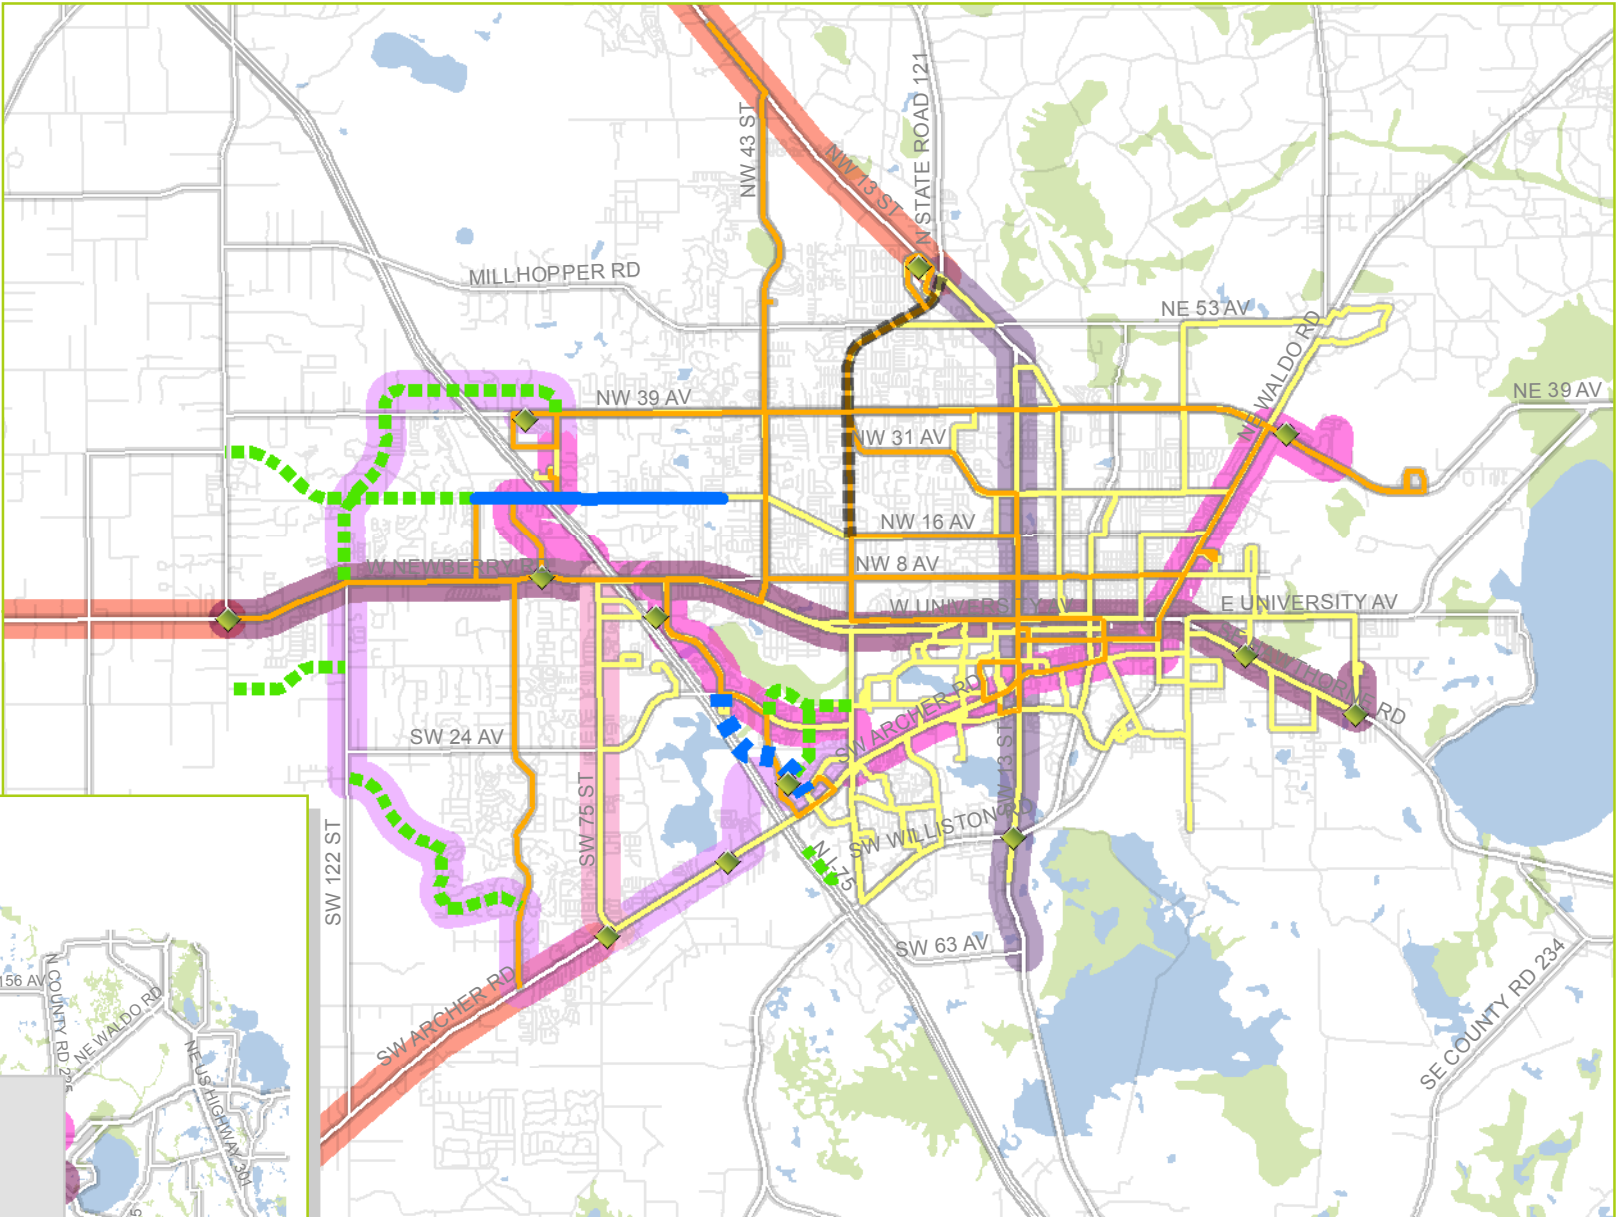 N STATE ROAD 121
NW 43 ST
NW 13 ST
MILLHOPPER RD
NE 53 AV
NE WALDO RD
NE 39 AV
NW 39 AV
NW 31 AV
NW 16 AV
NW 8 AV
W NEWBERRY R
W UNIVERSITY
E UNIVERSITY AV
RD
SW ARCHER RD
SW 24 AV
SW 13 ST
SW 75 ST
SW WILLISTON RD
N I-75
SW 122 ST
SW 63 AV
SE COUNTY RD 234
SW ARCHER RD
156 AV
N COUNTY RD 225
NE WALDO RD
NE US HIGHWAY 301